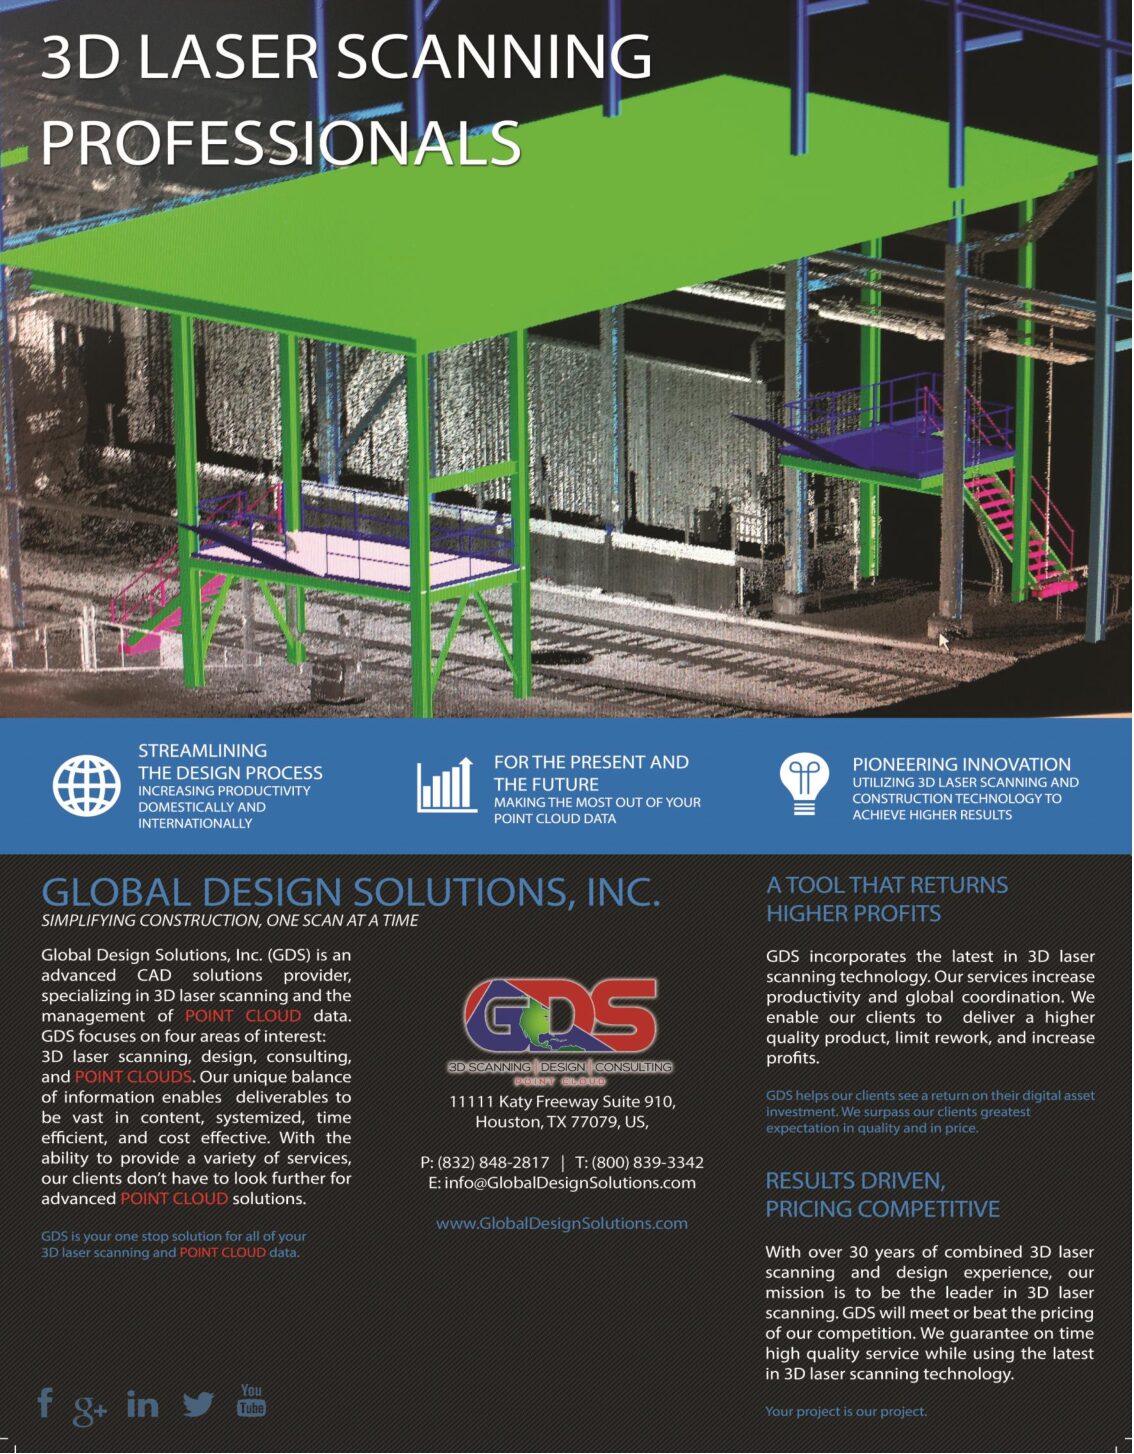 3D LASER SCANNING
PROFESSIONALS
STREAMLINING
THE DESIGN PROCESS
INCREASING PRODUCTIVITY
DOMESTICALLY AND
INTERNATIONALLY
FOR THE PRESENT AND
THE FUTURE
MAKING THE MOST OUT OF YOUR
POINT CLOUD DATA
PIONEERING INNOVATION
UTILIZING 3D LASER SCANNING AND
CONSTRUCTION TECHNOLOGY TO
ACHIEVE HIGHER RESULTS
GLOBAL DESIGN SOLUTIONS, INC.
SIMPLIFYING CONSTRUCTION, ONE SCAN AT A TIME
Global Design Solutions, Inc. (GDS) is an
advanced CAD solutions provider,
specializing in 3D laser scanning and the
management of POINT CLOUD data.
GDS focuses on four areas of interest:
3D laser scanning, design, consulting,
and POINT CLOUDS. Our unique balance
of information enables deliverables to
be vast in content, systemized, time
efficient, and cost effective. With the
ability to provide a variety of services,
our clients don't have to look further for
advanced POINT CLOUD solutions.
GDS is your one stop solution for all of your
3D laser scanning and POINT CLOUD data.
GDS
3D SCANNING | DESIGN | CONSULTING
POINT CLOUD
11111 Katy Freeway Suite 910,
Houston, TX 77079, US,
P: (832) 848-2817 | T: (800) 839-3342
E: info@GlobalDesignSolutions.com
www.GlobalDesignSolutions.com
A TOOL THAT RETURNS
HIGHER PROFITS
GDS incorporates the latest in 3D laser
scanning technology. Our services increase
productivity and global coordination. We
enable our clients to deliver a higher
quality product, limit rework, and increase
profits.
GDS helps our clients see a return on their digital asset
investment. We surpass our clients greatest
expectation in quality and in price.
RESULTS DRIVEN,
PRICING COMPETITIVE
With over 30 years of combined 3D laser
scanning and design experience, our
mission is to be the leader in 3D laser
scanning. GDS will meet or beat the pricing
of our competition. We guarantee on time
high quality service while using the latest
in 3D laser scanning technology.
Your project is our project.
f g+ in You
Tube